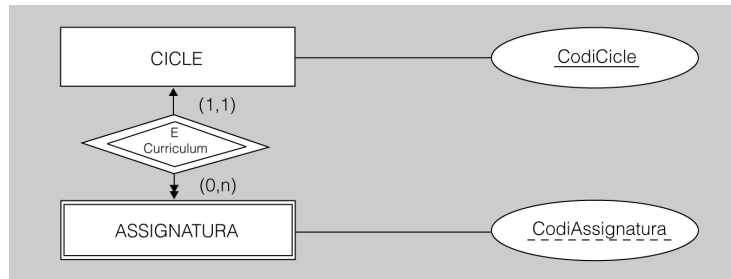 CICLE
CodiCicle
(1,1)
E
Curriculum
(0,n)
ASSIGNATURA
CodiAssignatura